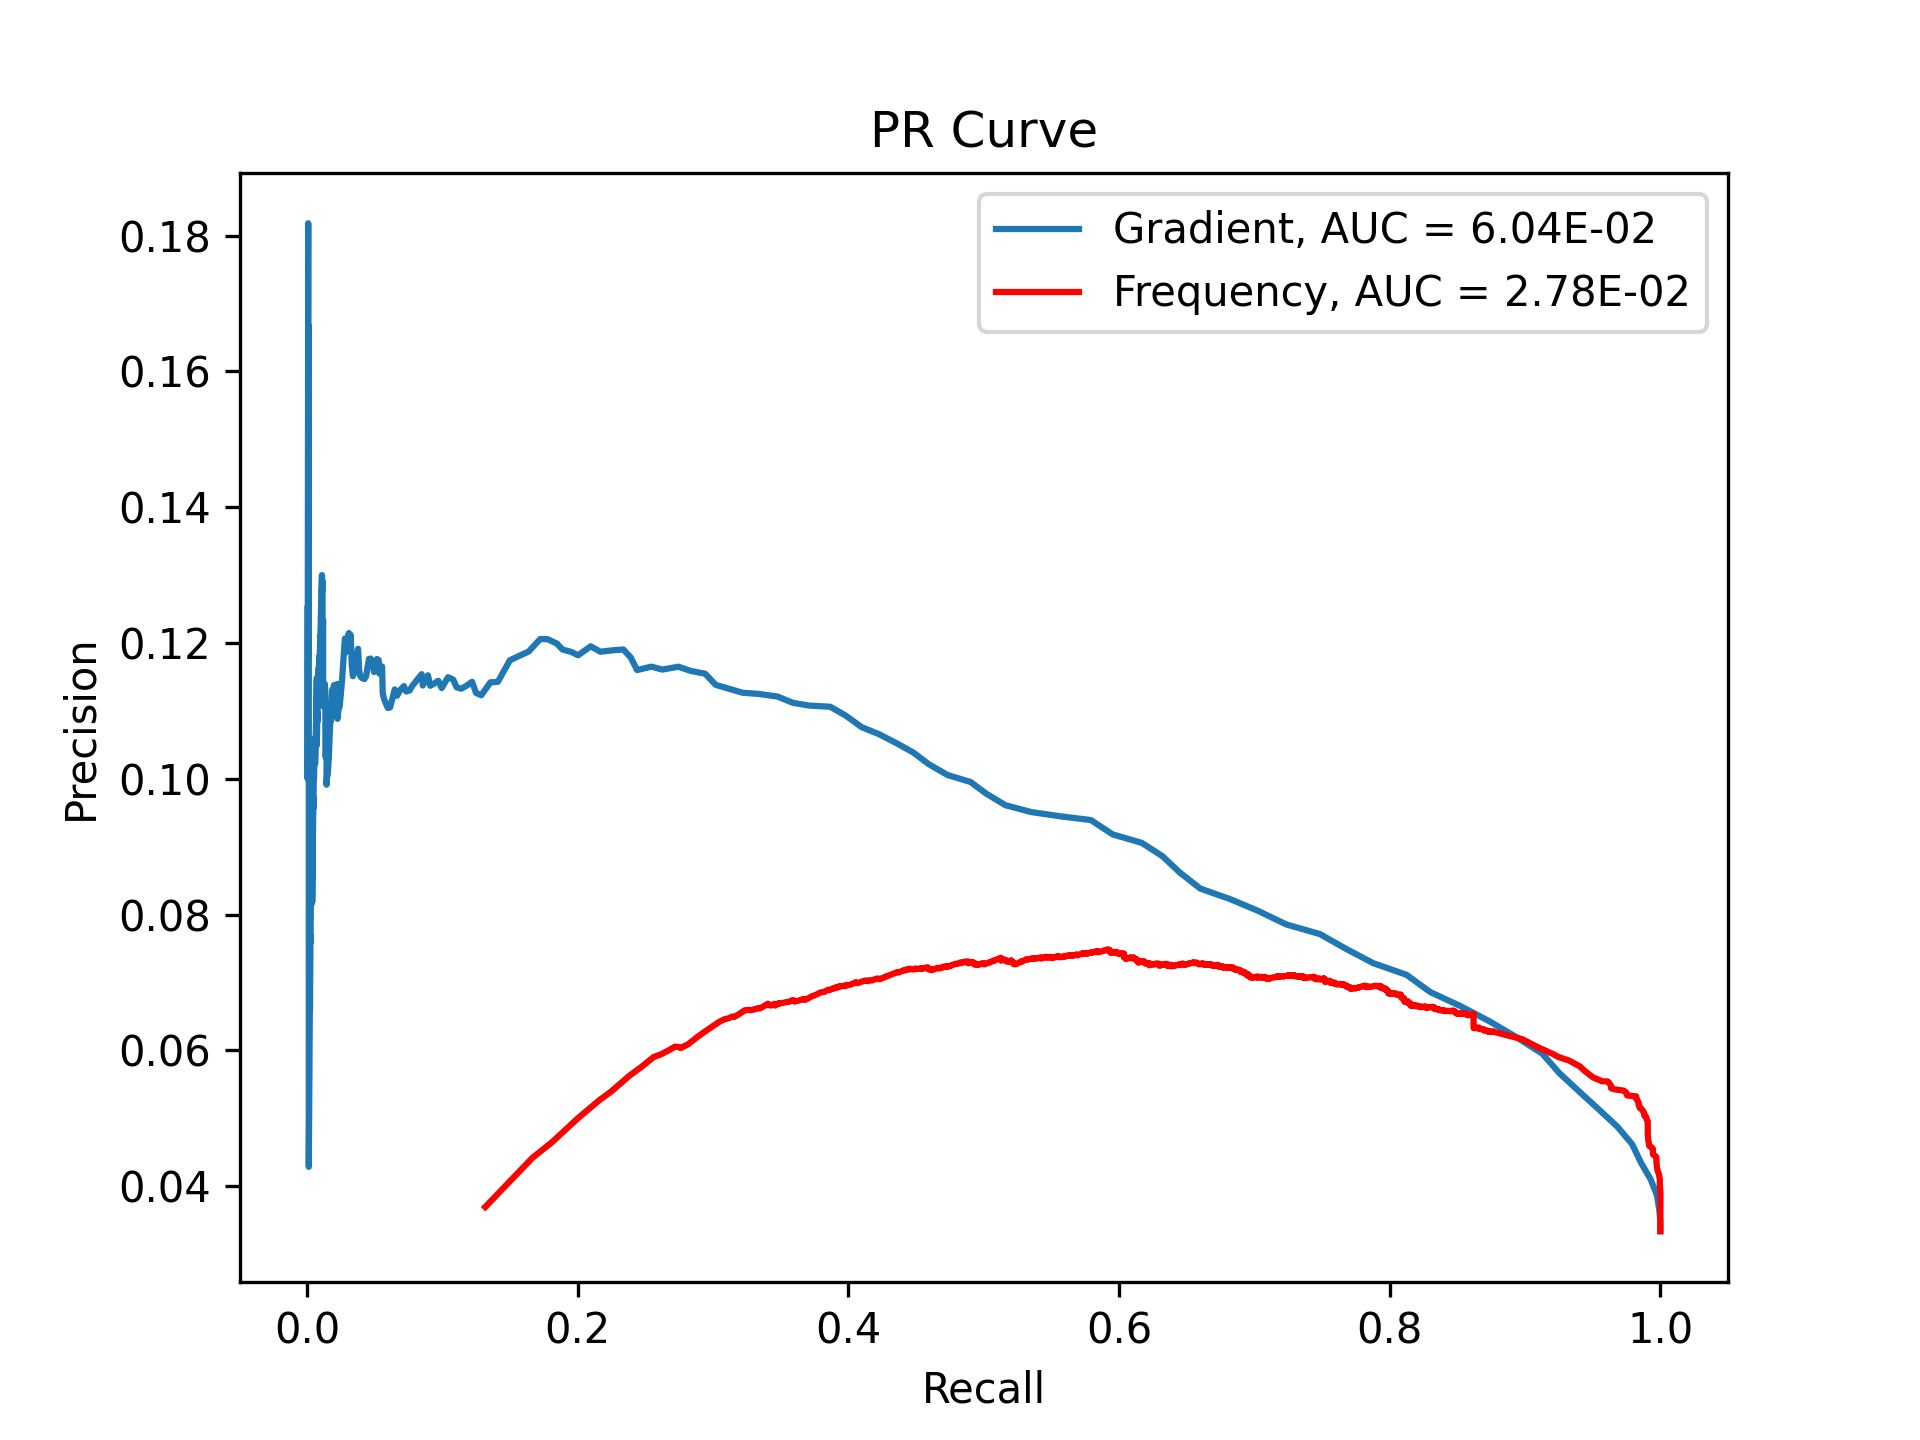 PR Curve
Gradient, AUC = 6.04E-02
Frequency, AUC = 2.78E-02
0.18
0.16
0.14
0.12
0.10
0.08
0.06
0.04
Precision
0.0 0.2 0.4 0.6 0.8 1.0
Recall